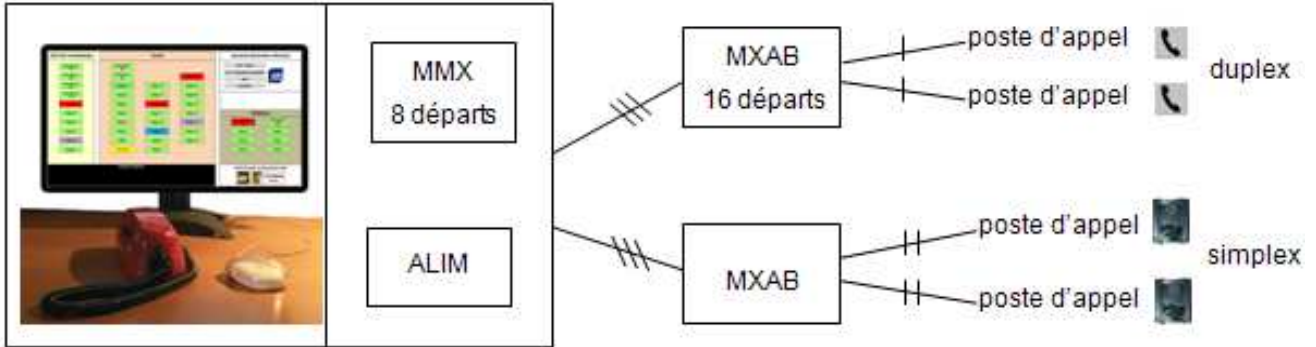 MMX
8 départs
ALIM
MXAB
16 départs
poste d'appel
poste d'appel
duplex
MXAB
poste d'appel
poste d'appel
simplex